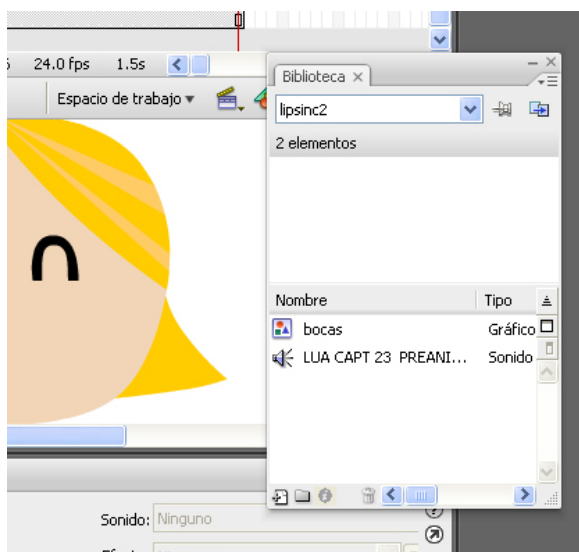 24.0 fps 1.5s
Espacio de trabajo
Biblioteca
lipsinc2
2 elementos
Nombre Tipo
bocas Gráfico
LUA CAPT 23 PREANI... Sonido
Sonido: Ninguno